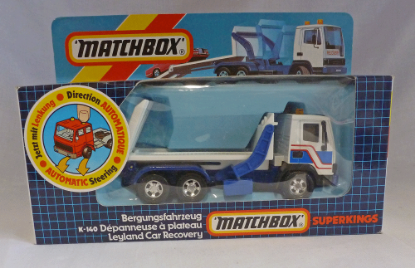 MATCHBOX
Jetzt mit Lenkung • Direction AUTOMATIQUE • AUTOMATIC Steering •
Bergungsfahrzeug
K-140 Dépanneuse à plateau
Leyland Car Recovery
MATCHBOX
SUPERKINGS